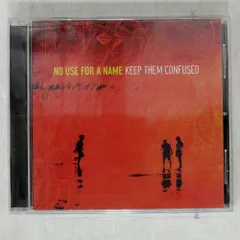 NO USE FOR A NAME KEEP THEM CONFUSED